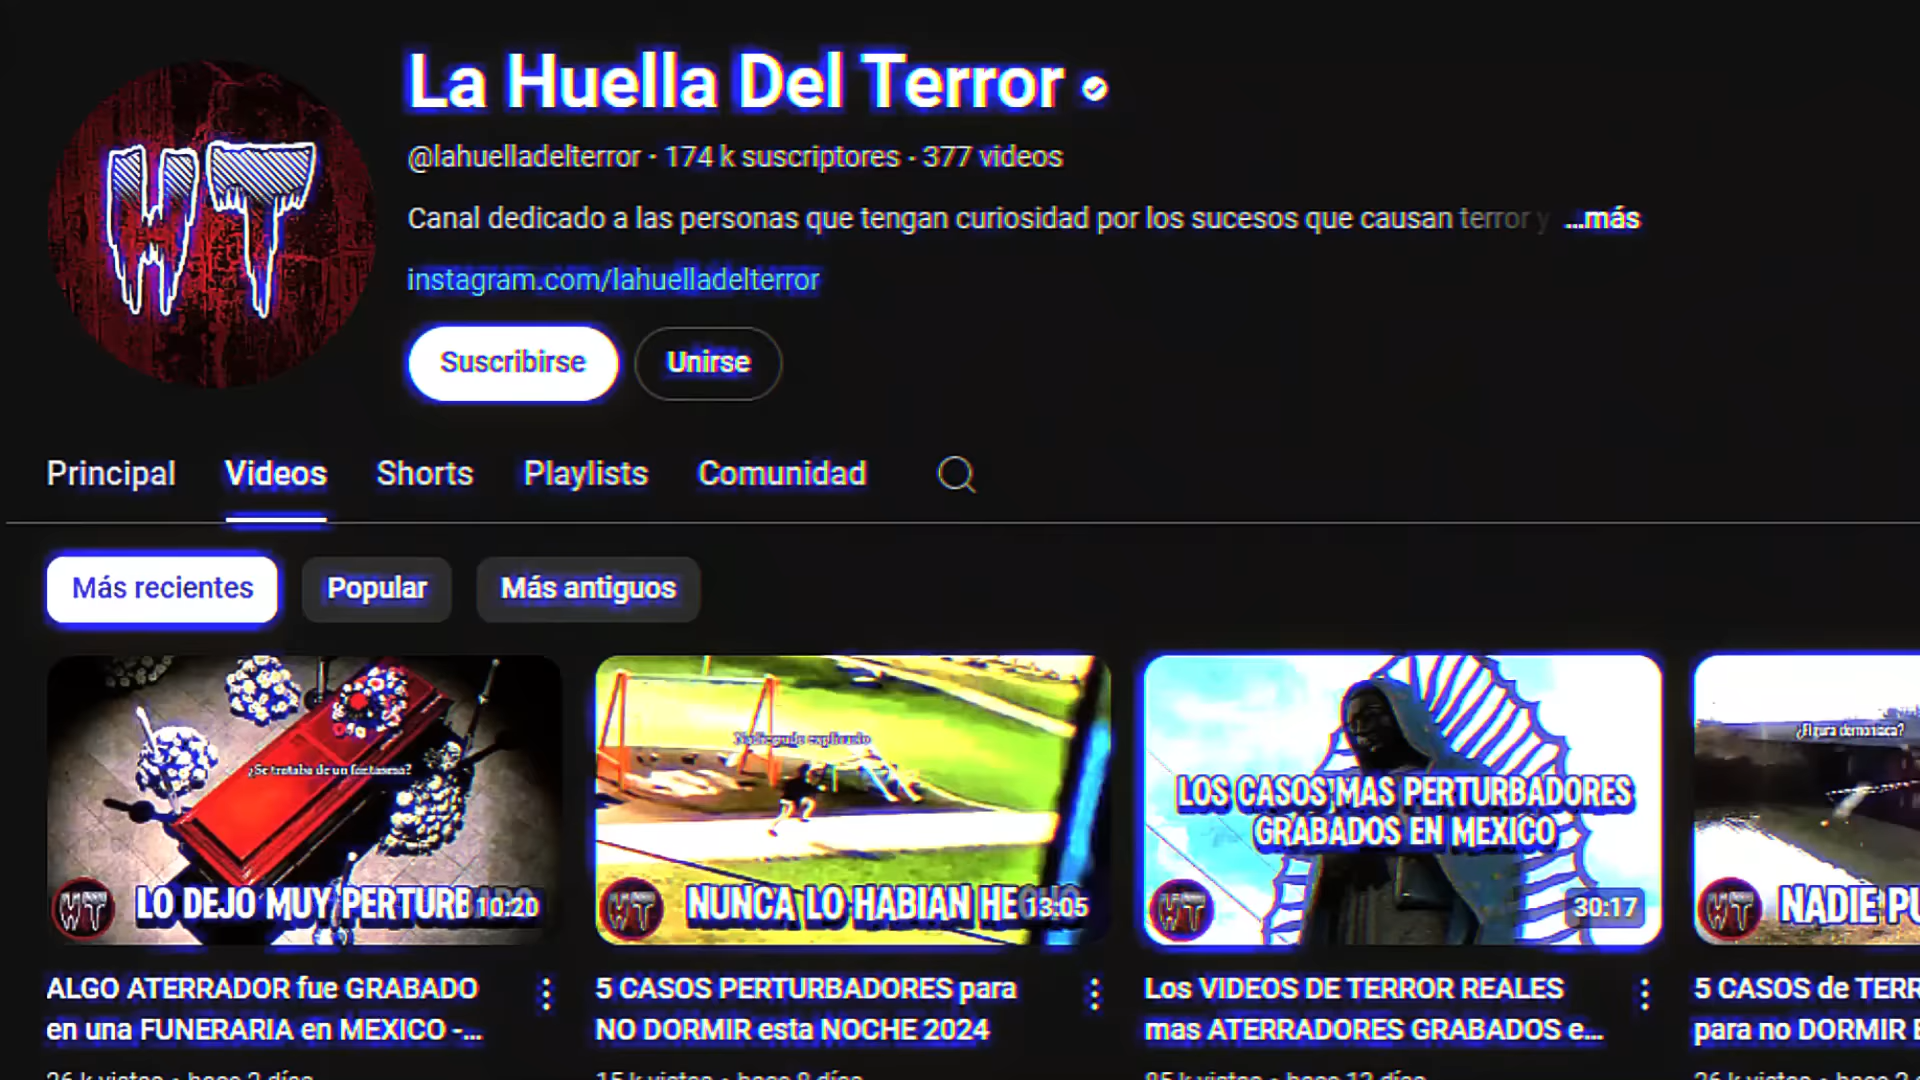 La Huella Del Terror
@lahuelladelterror · 174 k suscriptores · 377 videos
Canal dedicado a las personas que tengan curiosidad por los sucesos que causan terror y ...más
instagram.com/lahuelladelterror
Suscribirse Unirse
Principal Videos Shorts Playlists Comunidad
Más recientes Popular Más antiguos
¿Se trataba de un fantasma?
LO DEJO MUY PERTURB
10:20
Nadie pudo explicarlo
NUNCA LO HABIAN HE
13:05
LOS CASOS MAS PERTURBADORES
GRABADOS EN MEXICO
30:17
¿Figura demoniaca?
NADIE PU
ALGO ATERRADOR fue GRABADO
en una FUNERARIA en MEXICO -...
5 CASOS PERTURBADORES para
NO DORMIR esta NOCHE 2024
Los VIDEOS DE TERROR REALES
mas ATERRADORES GRABADOS e...
5 CASOS de TERR
para no DORMIR